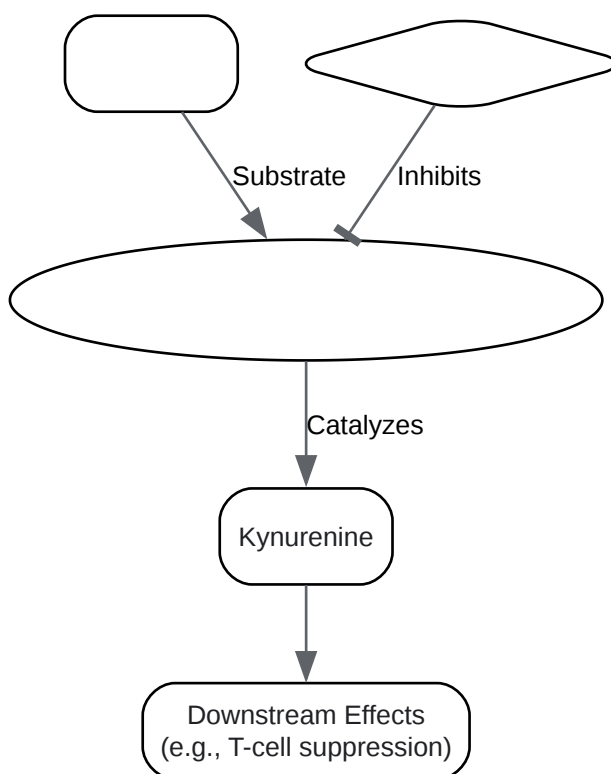 Substrate
Inhibits
Catalyzes
Kynurenine
Downstream Effects
(e.g., T-cell suppression)